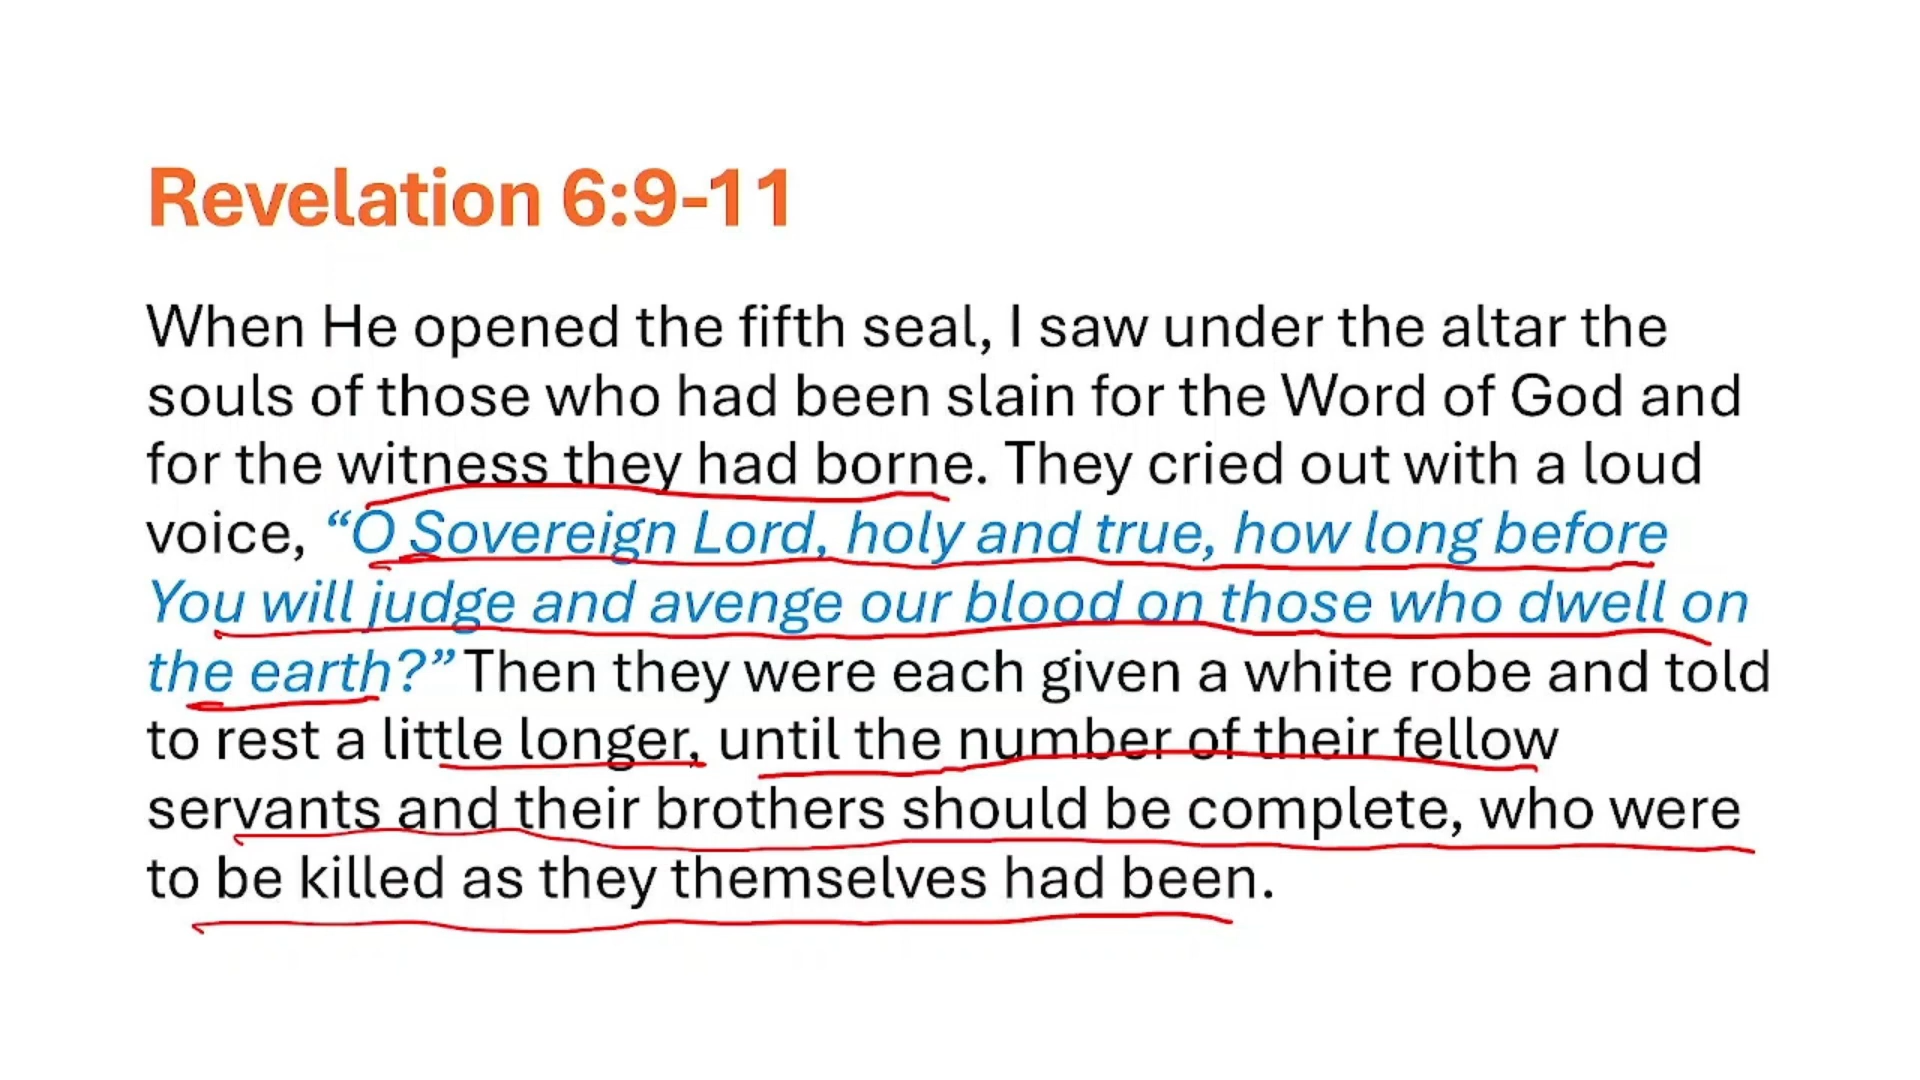 Revelation 6:9-11
When He opened the fifth seal, I saw under the altar the
souls of those who had been slain for the Word of God and
for the witness they had borne. They cried out with a loud
voice, “O Sovereign Lord, holy and true, how long before
You will judge and avenge our blood on those who dwell on
the earth?” Then they were each given a white robe and told
to rest a little longer, until the number of their fellow
servants and their brothers should be complete, who were
to be killed as they themselves had been.